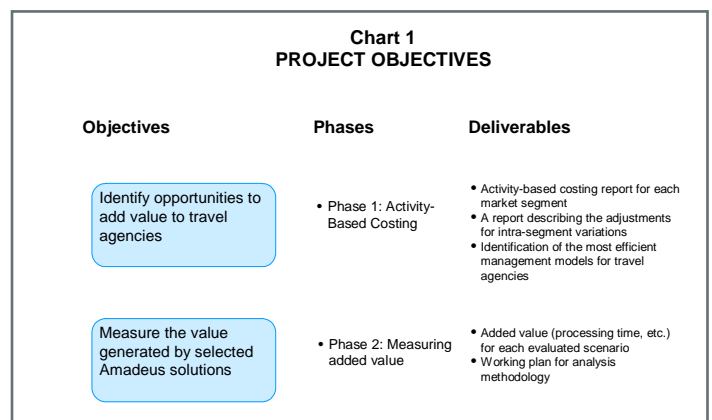 Chart 1
PROJECT OBJECTIVES
Objectives
Phases
Deliverables
Identify opportunities to
add value to travel
agencies
• Phase 1: Activity-
Based Costing
• Activity-based costing report for each
market segment
• A report describing the adjustments
for intra-segment variations
• Identification of the most efficient
management models for travel
agencies
Measure the value
generated by selected
Amadeus solutions
• Phase 2: Measuring
added value
• Added value (processing time, etc.)
for each evaluated scenario
• Working plan for analysis
methodology